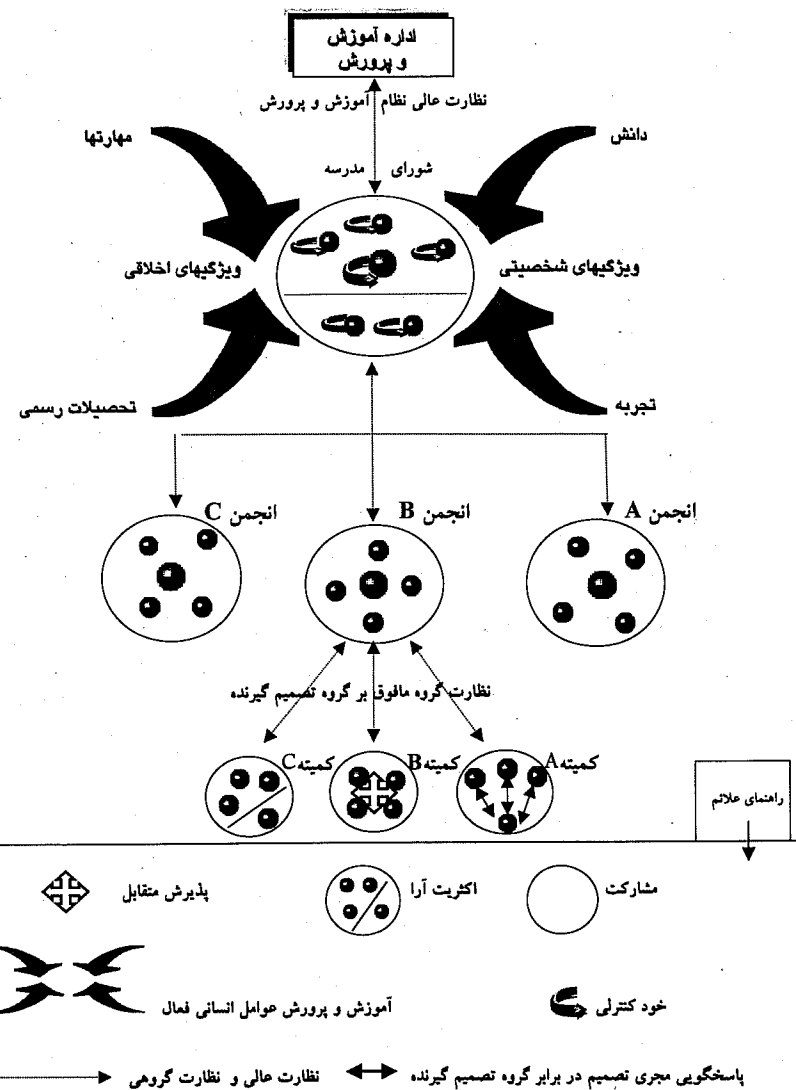 اداره آموزش
و پرورش
نظارت عالی نظام آموزش و پرورش
دانش
مهارتها
شورای مدرسه
ویژگیهای شخصیتی
ویژگیهای اخلاقی
تجربه
تحصیلات رسمی
انجمن A
انجمن B
انجمن C
نظارت گروه مافوق بر گروه تصمیم گیرنده
کمیته A
کمیته B
کمیته C
راهنمای علائم
مشارکت
اکثریت آرا
پذیرش متقابل
خود کنترلی
آموزش و پرورش عوامل انسانی فعال
پاسخگویی مجری تصمیم در برابر گروه تصمیم گیرنده
نظارت عالی و نظارت گروهی